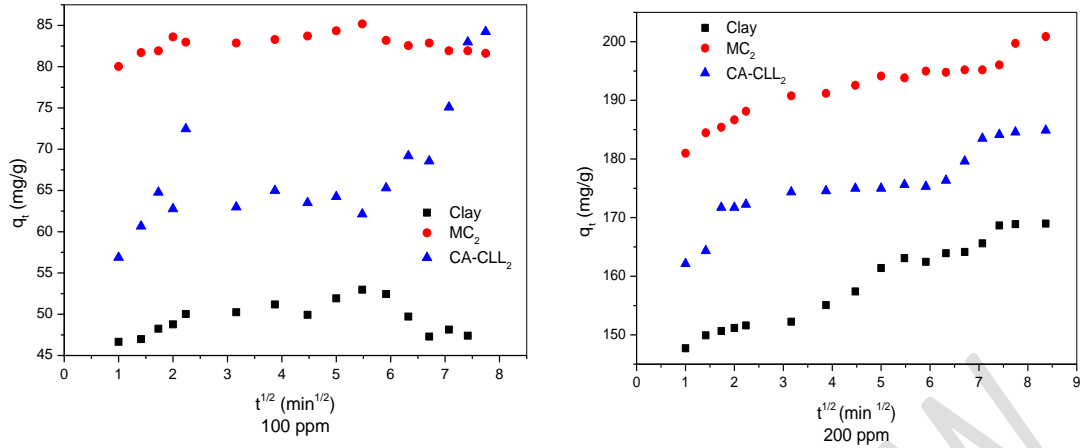 85
80
75
70
65
60
55
50
45
q_t (mg/g)
Clay
MC_2
CA-CLL_2
0 1 2 3 4 5 6 7 8
t^{1/2} (min^{1/2})
100 ppm
200
190
180
170
160
150
q_t (mg/g)
Clay
MC_2
CA-CLL_2
0 1 2 3 4 5 6 7 8 9
t^{1/2} (min^{1/2})
200 ppm